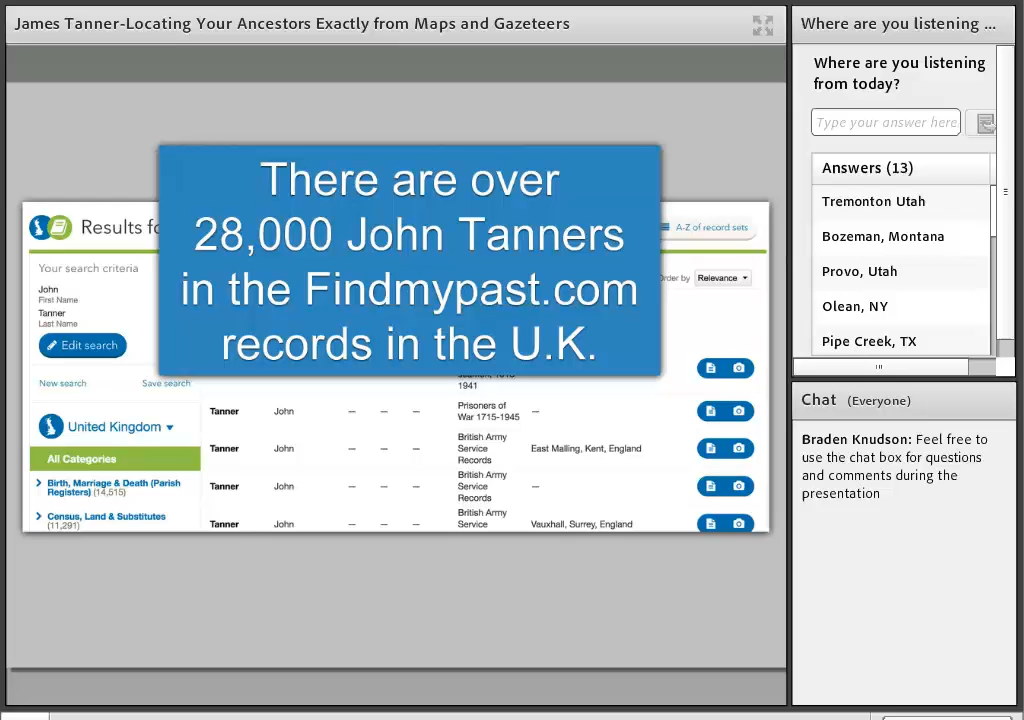 James Tanner-Locating Your Ancestors Exactly from Maps and Gazeteers
There are over
28,000 John Tanners
in the Findmypast.com
records in the U.K.
Results fo
A-Z of record sets
Your search criteria
John
First Name
Tanner
Last Name
Edit search
New search
Save search
United Kingdom
All Categories
Birth, Marriage & Death (Parish
Registers) (14,515)
Census, Land & Substitutes
(11,291)
rder by Relevance
1941
Tanner John — — — Prisoners of War 1715-1945 —
Tanner John — — — British Army Service Records East Malling, Kent, England
Tanner John — — — British Army Service Records —
Tanner John — — — British Army Service Vauxhall, Surrey, England
Where are you listening ...
Where are you listening
from today?
Type your answer here
Answers (13)
Tremonton Utah
Bozeman, Montana
Provo, Utah
Olean, NY
Pipe Creek, TX
Chat (Everyone)
Braden Knudson: Feel free to
use the chat box for questions
and comments during the
presentation